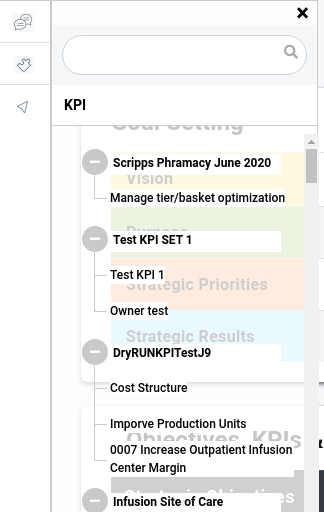 KPI
Goal Setting
Scripps Phramacy June 2020
Vision
Manage tier/basket optimization
Purpose
Test KPI SET 1
Test KPI 1
Strategic Priorities
Owner test
Strategic Results
DryRUNKPITestJ9
Cost Structure
Imporve Production Units
Objectives, KPIs &
0007 Increase Outpatient Infusion
Center Margin
Strategic Objectives
Infusion Site of Care